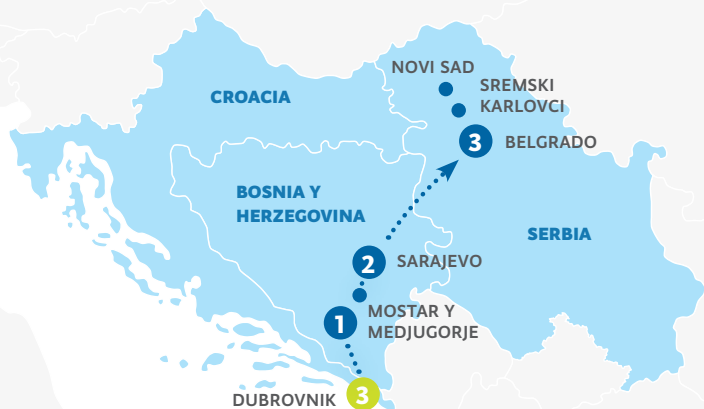 NOVI SAD
SREMSKI
KARLOVCI
CROACIA
3
BELGRADO
BOSNIA Y
HERZEGOVINA
SERBIA
2
SARAJEVO
1
MOSTAR Y
MEDJUGORJE
DUBROVNIK
3